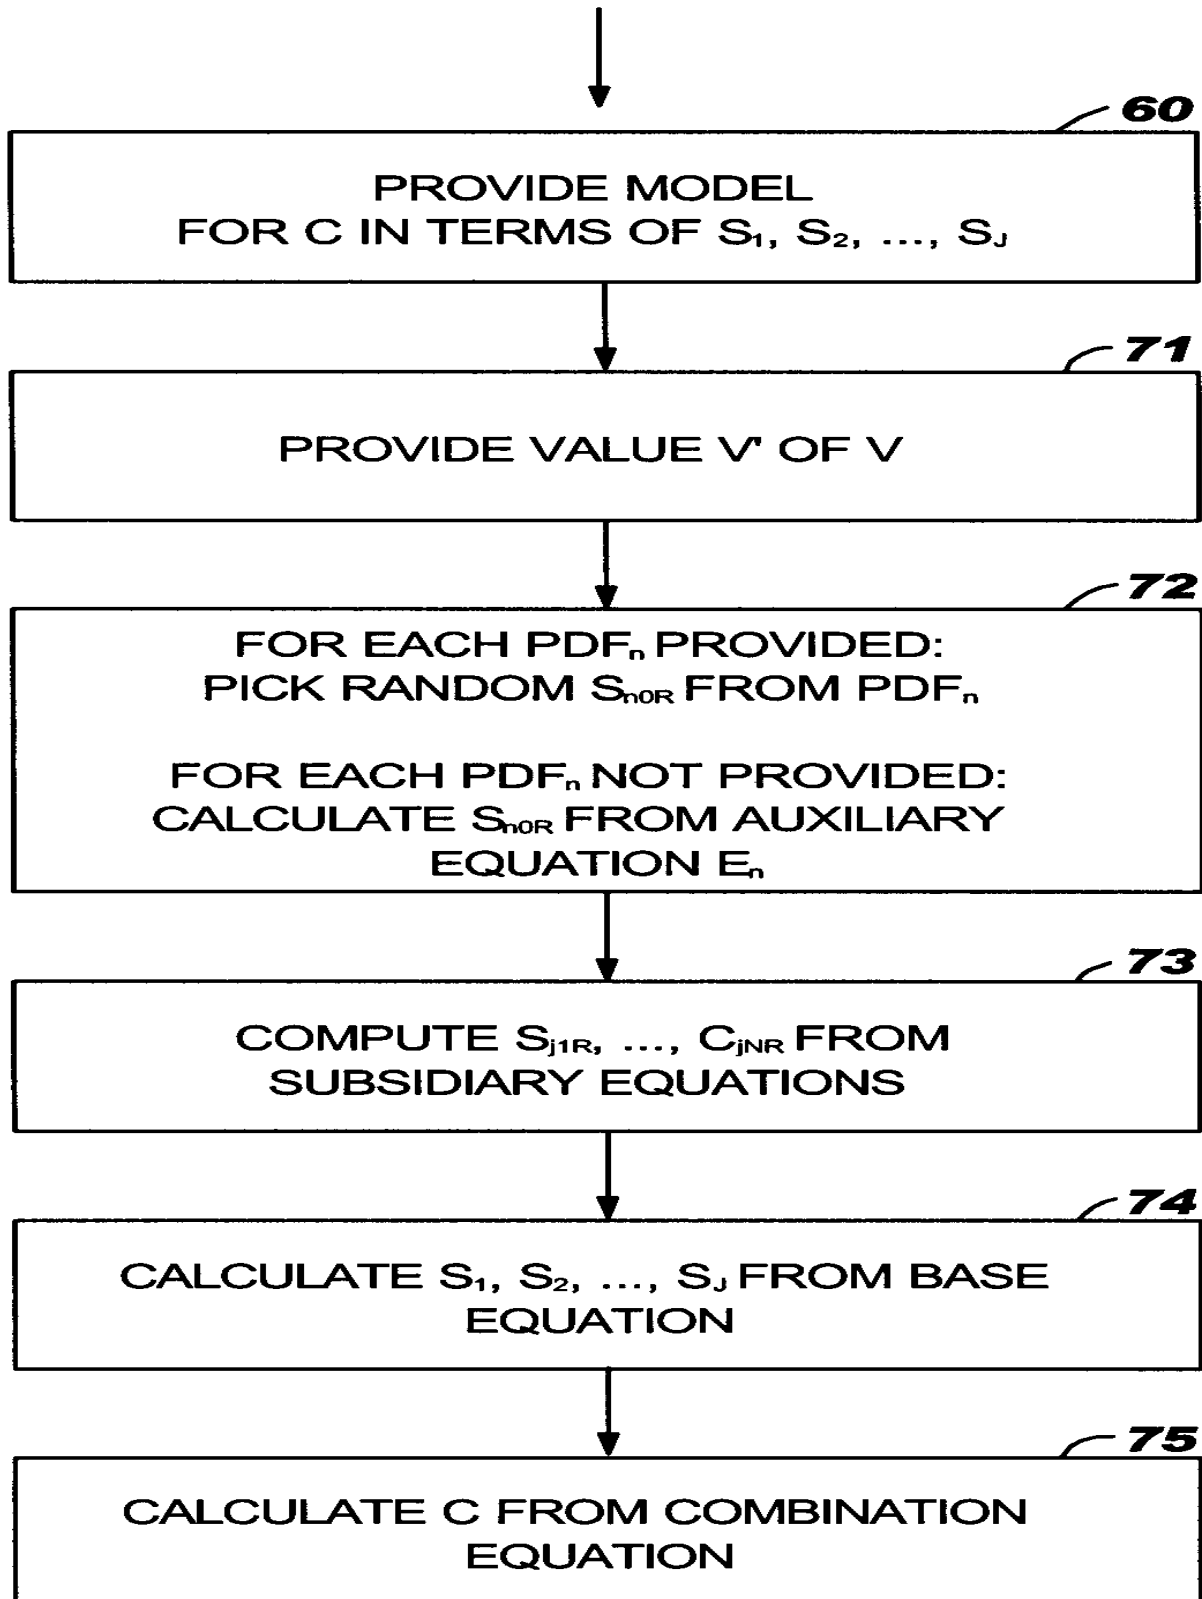 60
PROVIDE MODEL
FOR C IN TERMS OF S₁, S₂, ..., S_J
71
PROVIDE VALUE V' OF V
72
FOR EACH PDFₙ PROVIDED:
PICK RANDOM Sₙ₀R FROM PDFₙ
FOR EACH PDFₙ NOT PROVIDED:
CALCULATE Sₙ₀R FROM AUXILIARY
EQUATION Eₙ
73
COMPUTE Sj1R, ..., CjNR FROM
SUBSIDIARY EQUATIONS
74
CALCULATE S₁, S₂, ..., S_J FROM BASE
EQUATION
75
CALCULATE C FROM COMBINATION
EQUATION